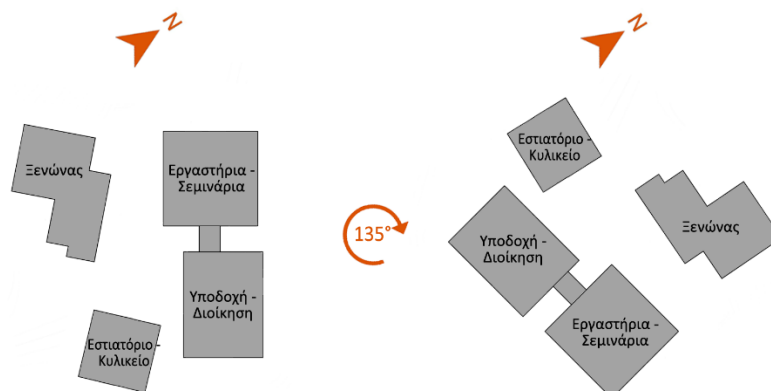 N
N
Ξενώνας
Εργαστήρια -
Σεμινάρια
Υποδοχή -
Διοίκηση
Εστιατόριο -
Κυλικείο
135°
Εστιατόριο -
Κυλικείο
Ξενώνας
Υποδοχή -
Διοίκηση
Εργαστήρια -
Σεμινάρια